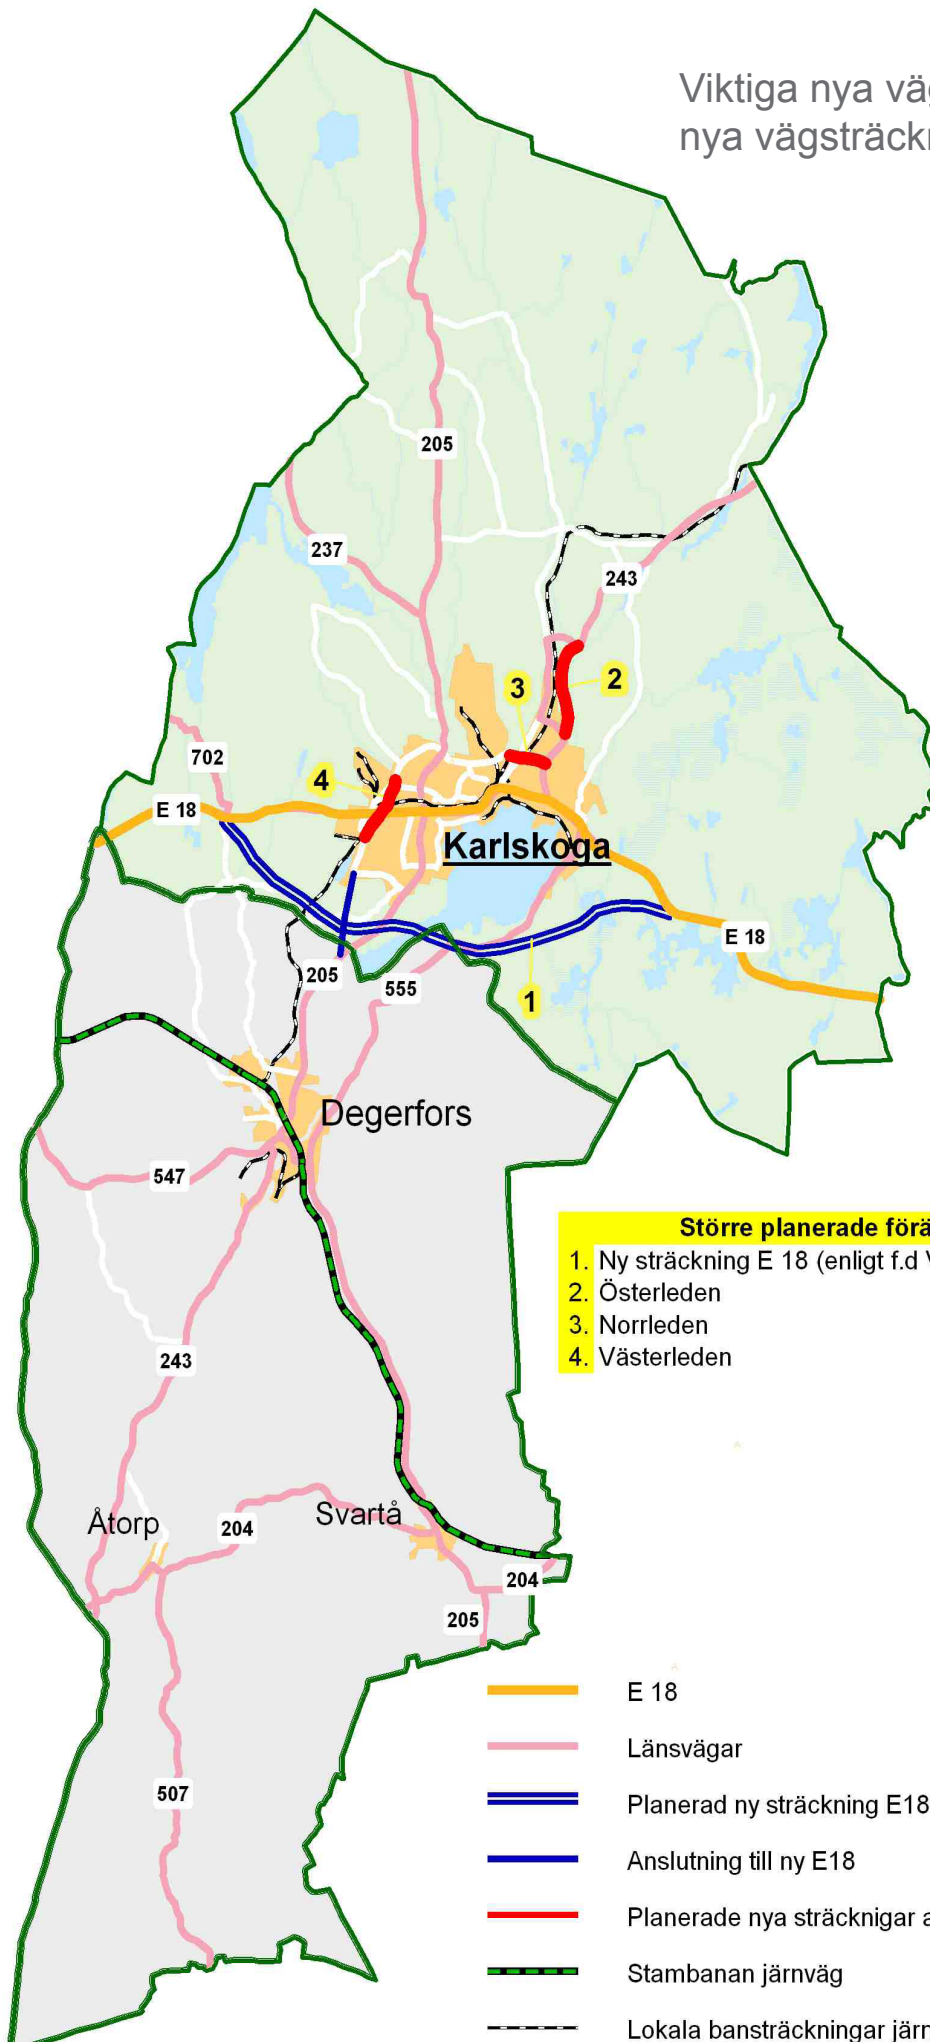 Viktiga nya väg
nya vägsträckn
205
237
243
3
2
702
4
E 18
Karlskoga
E 18
205
555
1
Degerfors
547
Större planerade förä
1. Ny sträckning E 18 (enligt f.d V
2. Österleden
3. Norrleden
4. Västerleden
243
Svartå
Åtorp
204
204
205
E 18
Länsvägar
Planerad ny sträckning E18
507
Anslutning till ny E18
Planerade nya sträcknigar a
Stambanan järnväg
Lokala bansträckningar järn